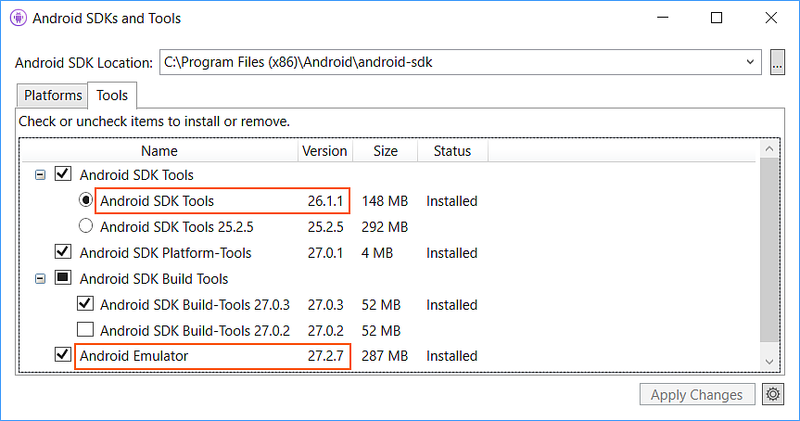 Android SDKs and Tools
Android SDK Location: C:\Program Files (x86)\Android\android-sdk ...
Platforms Tools
Check or uncheck items to install or remove.
Name Version Size Status
Android SDK Tools
Android SDK Tools 26.1.1 148 MB Installed
Android SDK Tools 25.2.5 25.2.5 292 MB
Android SDK Platform-Tools 27.0.1 4 MB Installed
Android SDK Build Tools
Android SDK Build-Tools 27.0.3 27.0.3 52 MB Installed
Android SDK Build-Tools 27.0.2 27.0.2 52 MB
Android Emulator 27.2.7 287 MB Installed
Apply Changes